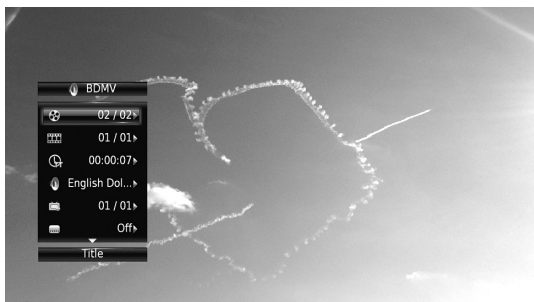 BDMV
02 / 02
01 / 01
00:00:07
English Dol...
01 / 01
Off
Title